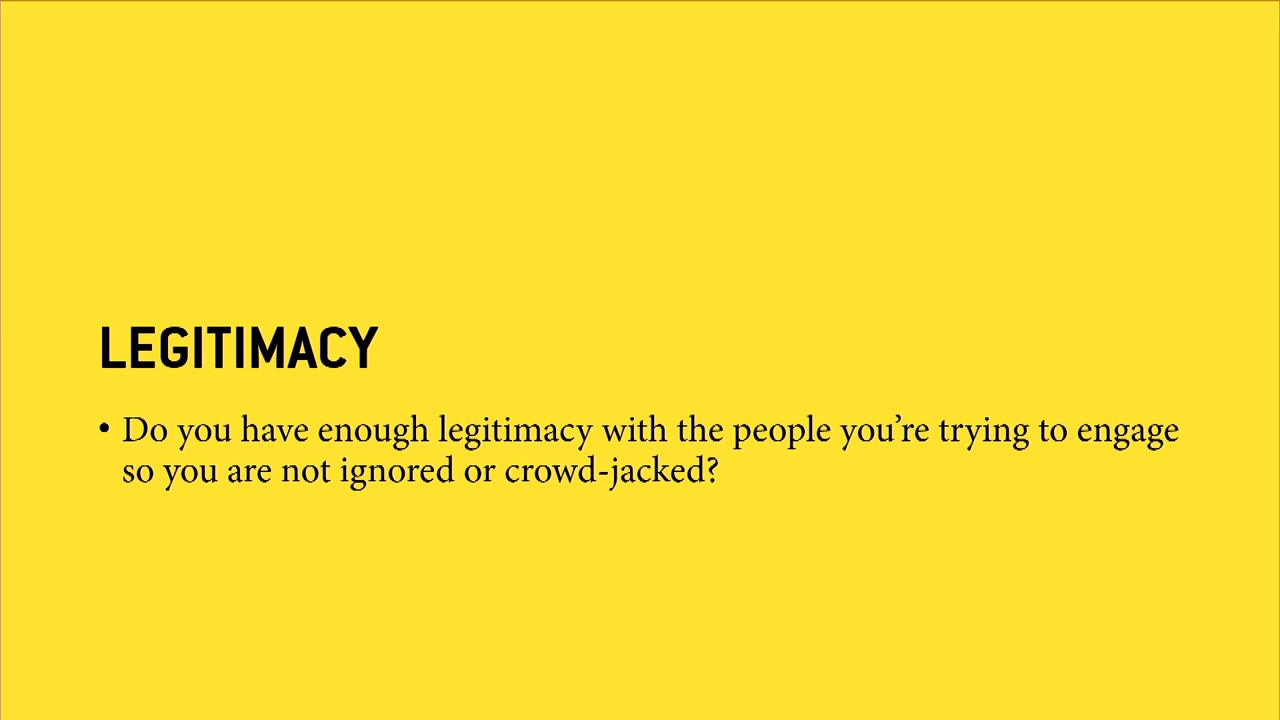 LEGITIMACY
• Do you have enough legitimacy with the people you’re trying to engage
so you are not ignored or crowd-jacked?